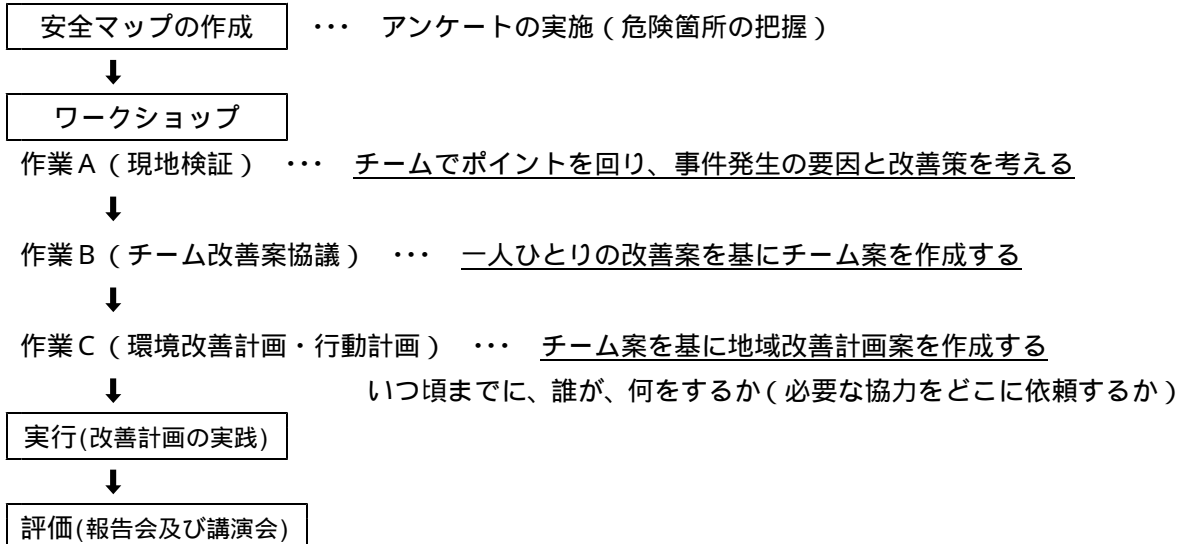 安全マップの作成 ･･･ アンケートの実施（危険箇所の把握）
⬇
ワークショップ
作業Ａ（現地検証） ･･･ チームでポイントを回り、事件発生の要因と改善策を考える
⬇
作業Ｂ（チーム改善案協議） ･･･ 一人ひとりの改善案を基にチーム案を作成する
⬇
作業Ｃ（環境改善計画・行動計画） ･･･ チーム案を基に地域改善計画案を作成する
⬇ いつ頃までに、誰が、何をするか（必要な協力をどこに依頼するか）
実行(改善計画の実践)
⬇
評価(報告会及び講演会)